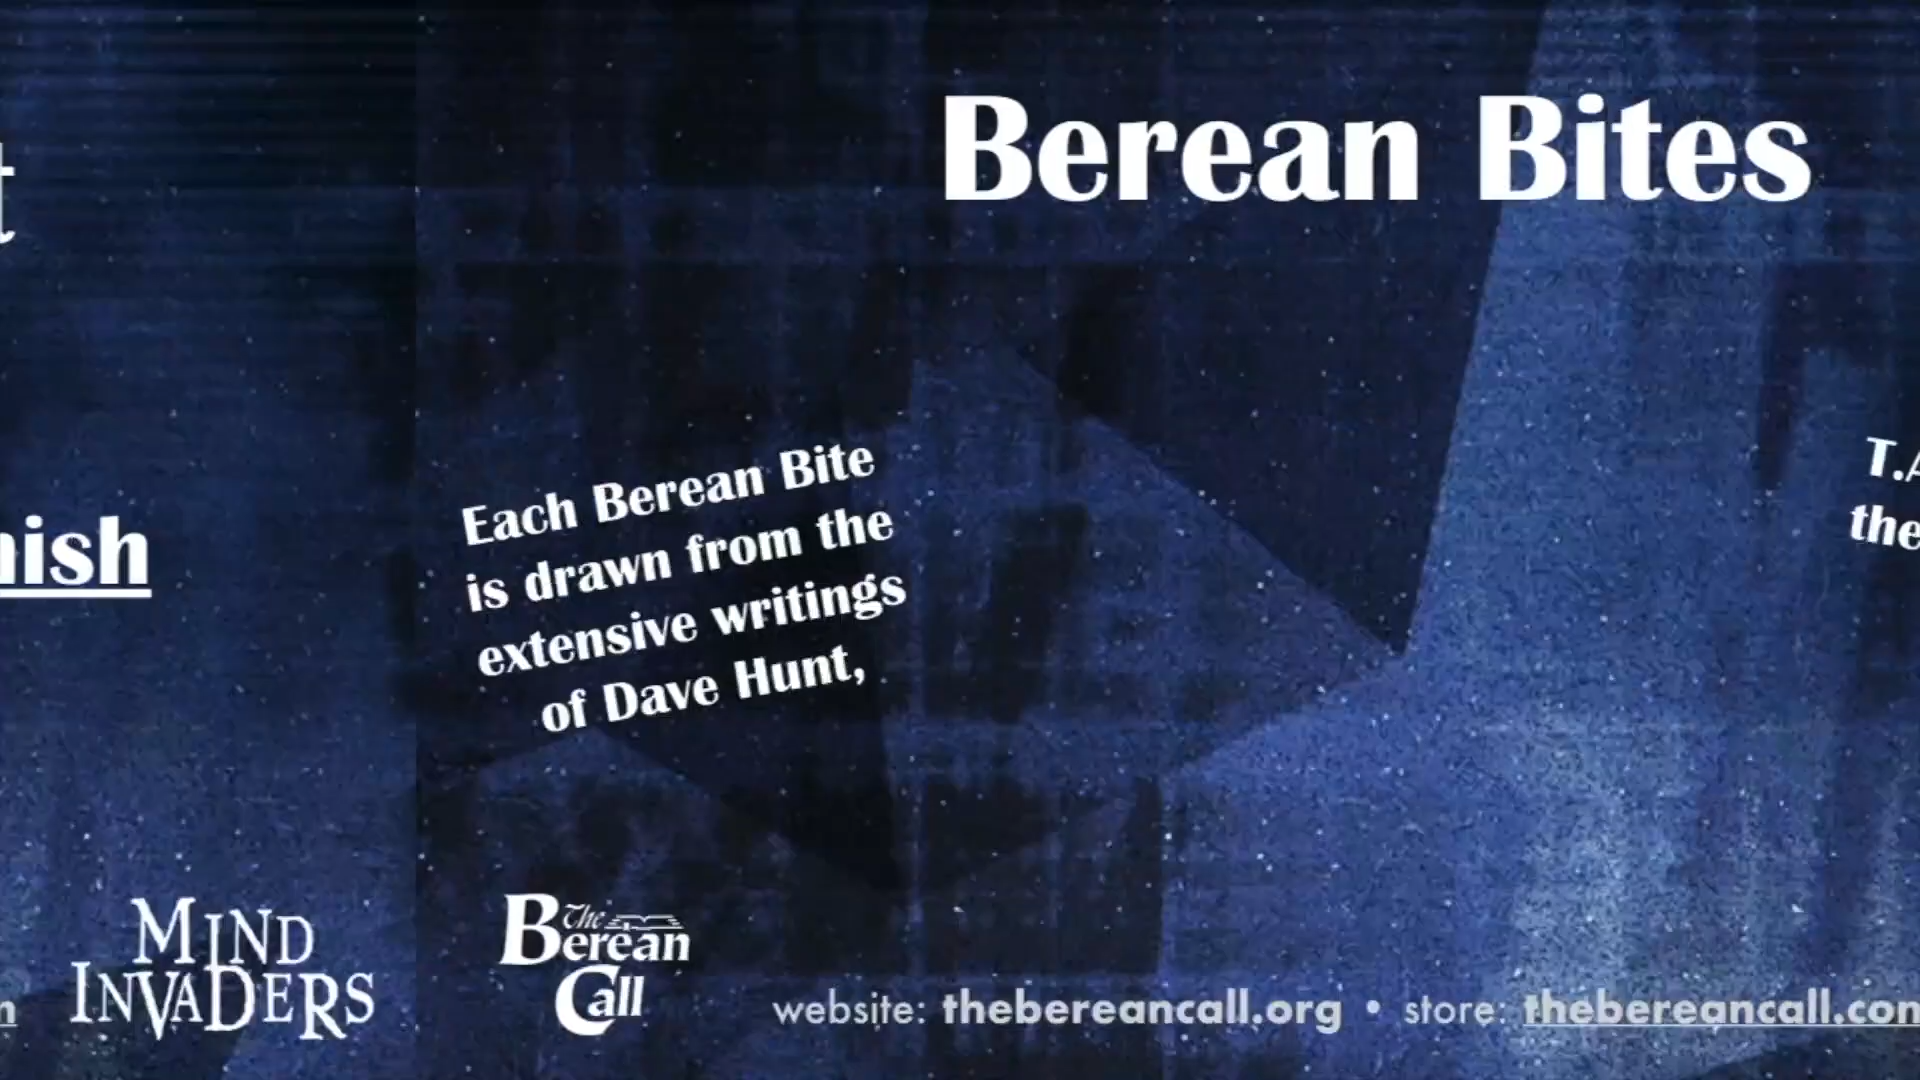 Berean Bites
Each Berean Bite
is drawn from the
extensive writings
of Dave Hunt,
the
MIND
INVADERS
The
Berean
Call
website: thebereancall.org • store: thebereancall.com